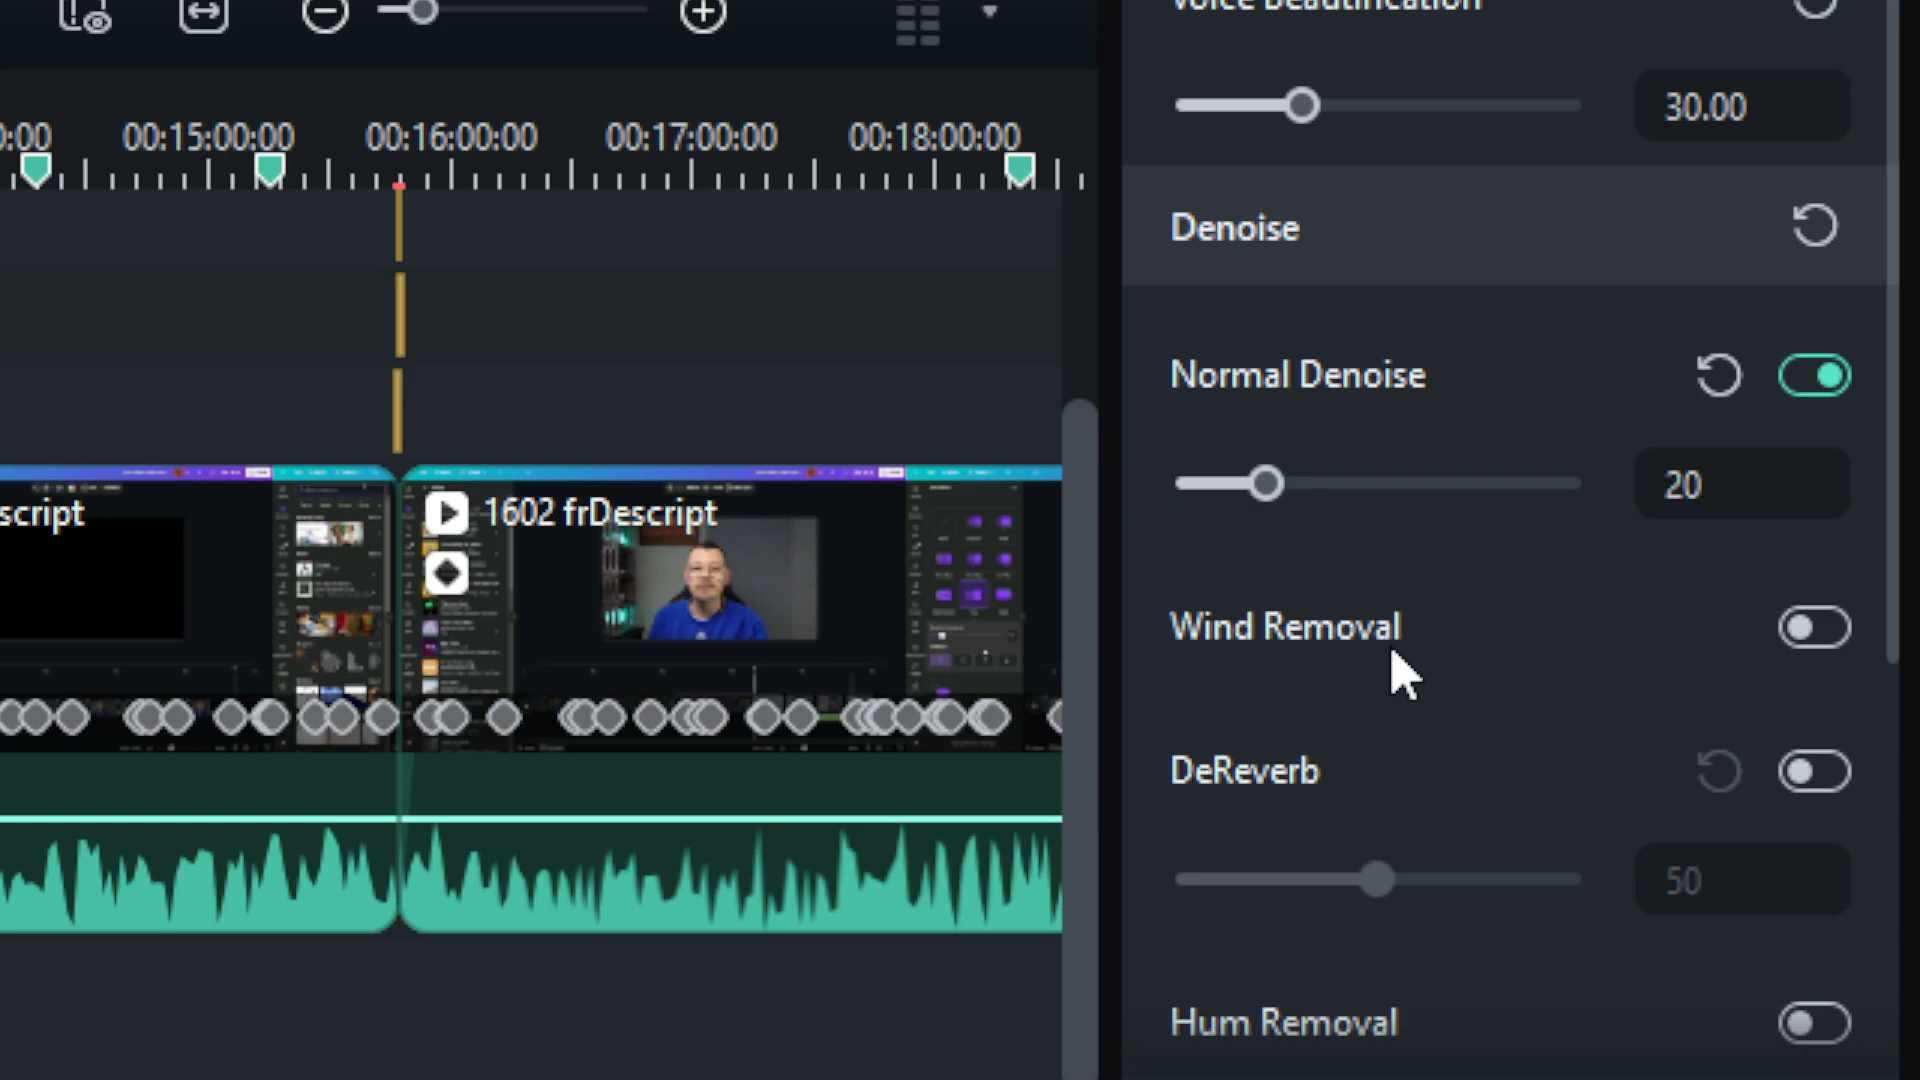 Voice Beautification
30.00
0:00 00:15:00:00 00:16:00:00 00:17:00:00 00:18:00:00
Denoise
Normal Denoise
20
script
1602 frDescript
Wind Removal
DeReverb
50
Hum Removal